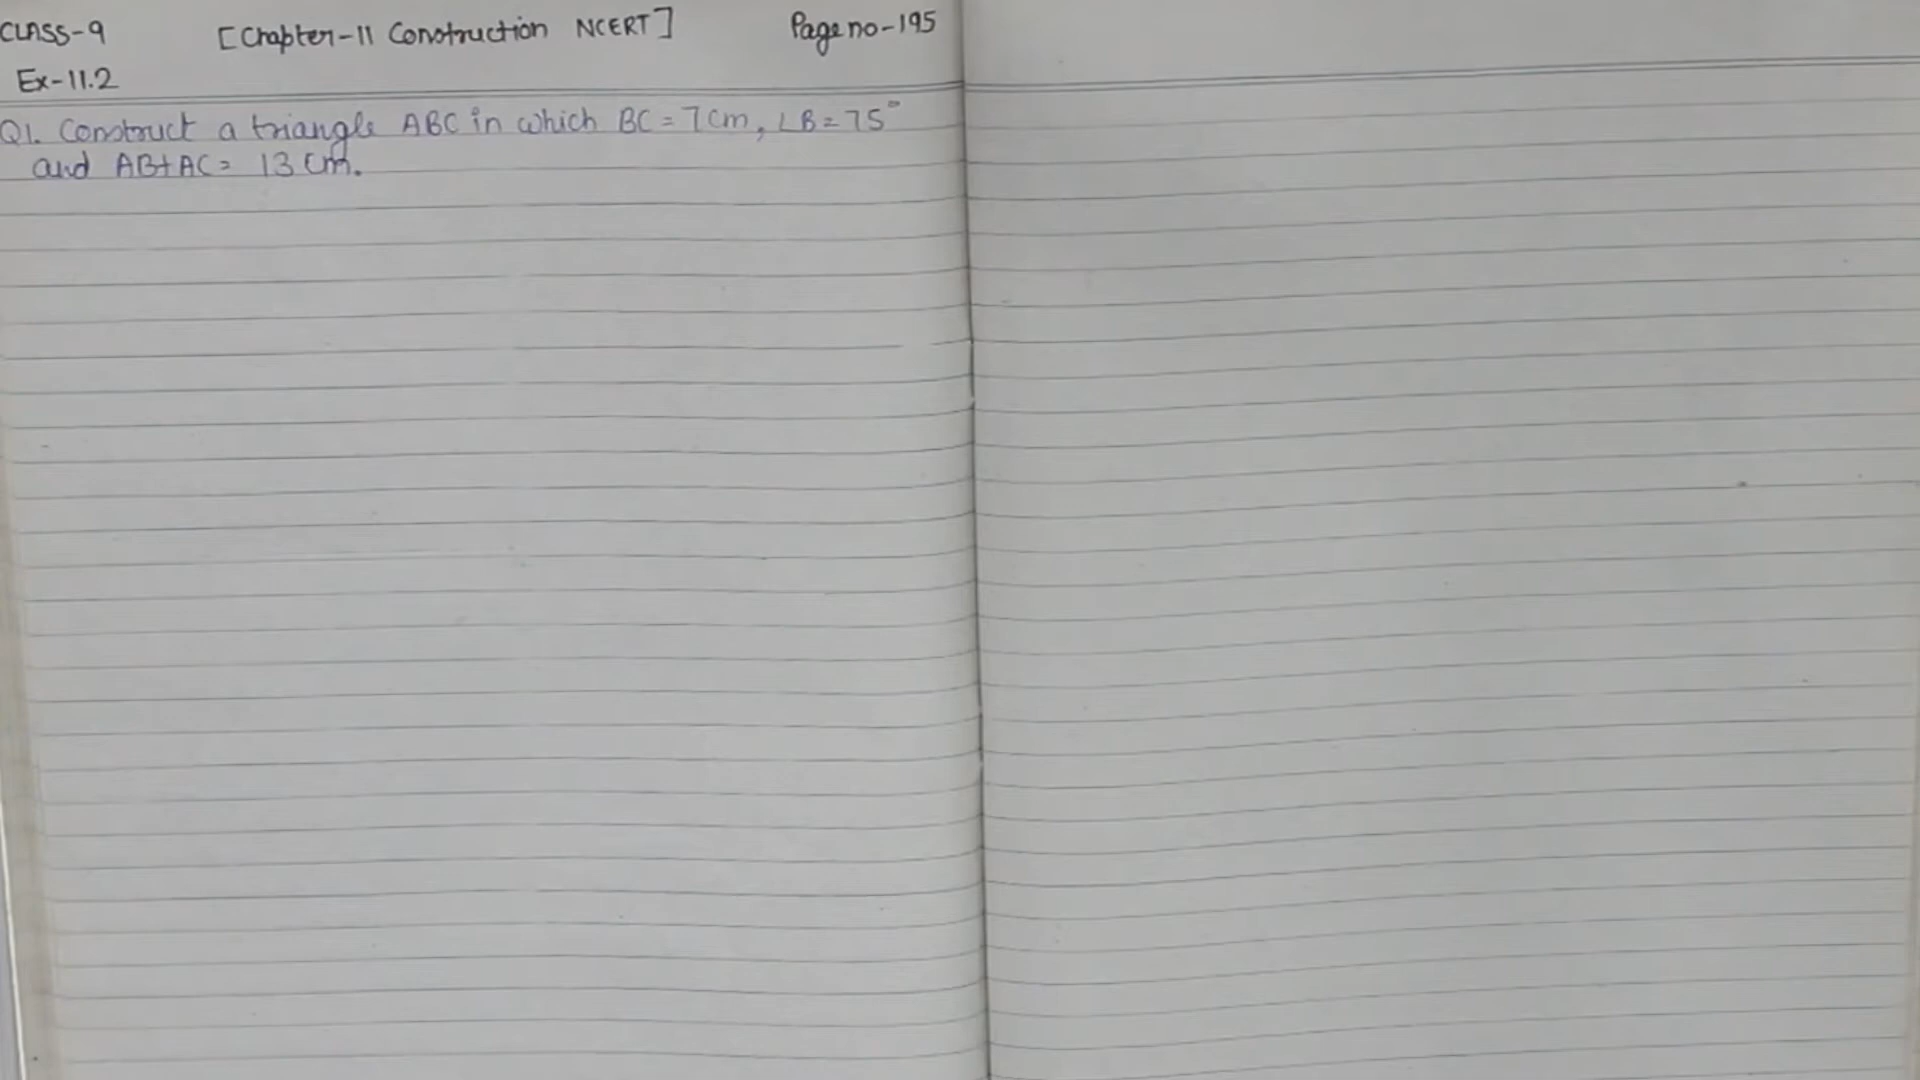 CLASS-9 [Chapter-11 Construction NCERT] Page no-195
Ex-11.2
Q1. Construct a triangle ABC in which BC = 7cm, ∠B = 75°
and AB+AC = 13 cm.